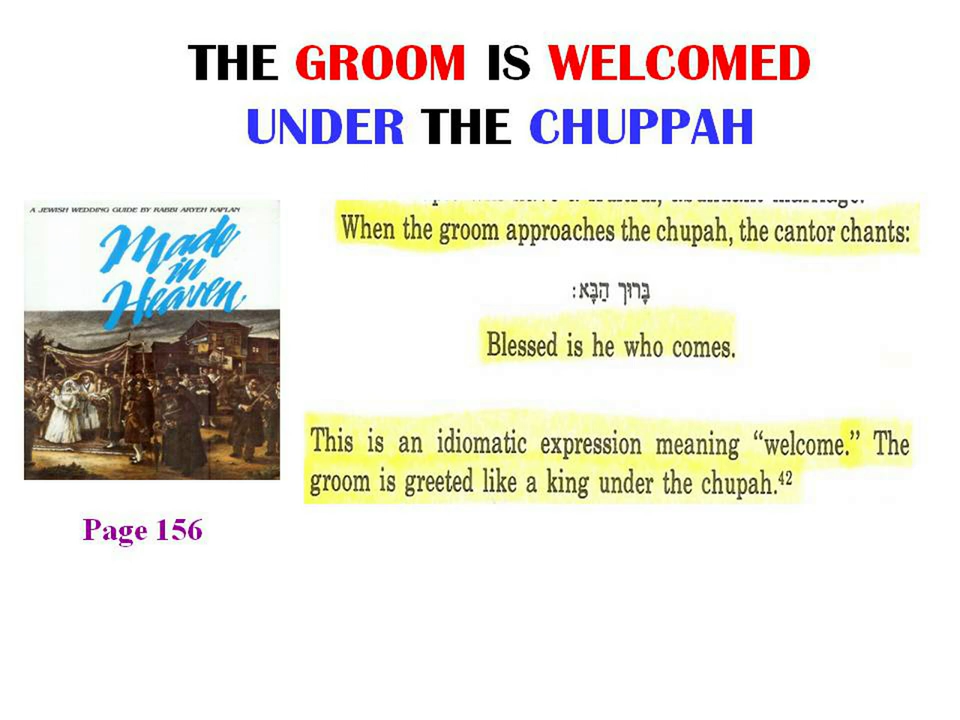 THE GROOM IS WELCOMED
UNDER THE CHUPPAH
A JEWISH WEDDING GUIDE BY RABBI ARYEH KAPLAN
Made
in
Heaven
marriage.
When the groom approaches the chupah, the cantor chants:
בָּרוּךְ הַבָּא:
Blessed is he who comes.
This is an idiomatic expression meaning “welcome.” The
groom is greeted like a king under the chupah.42
Page 156